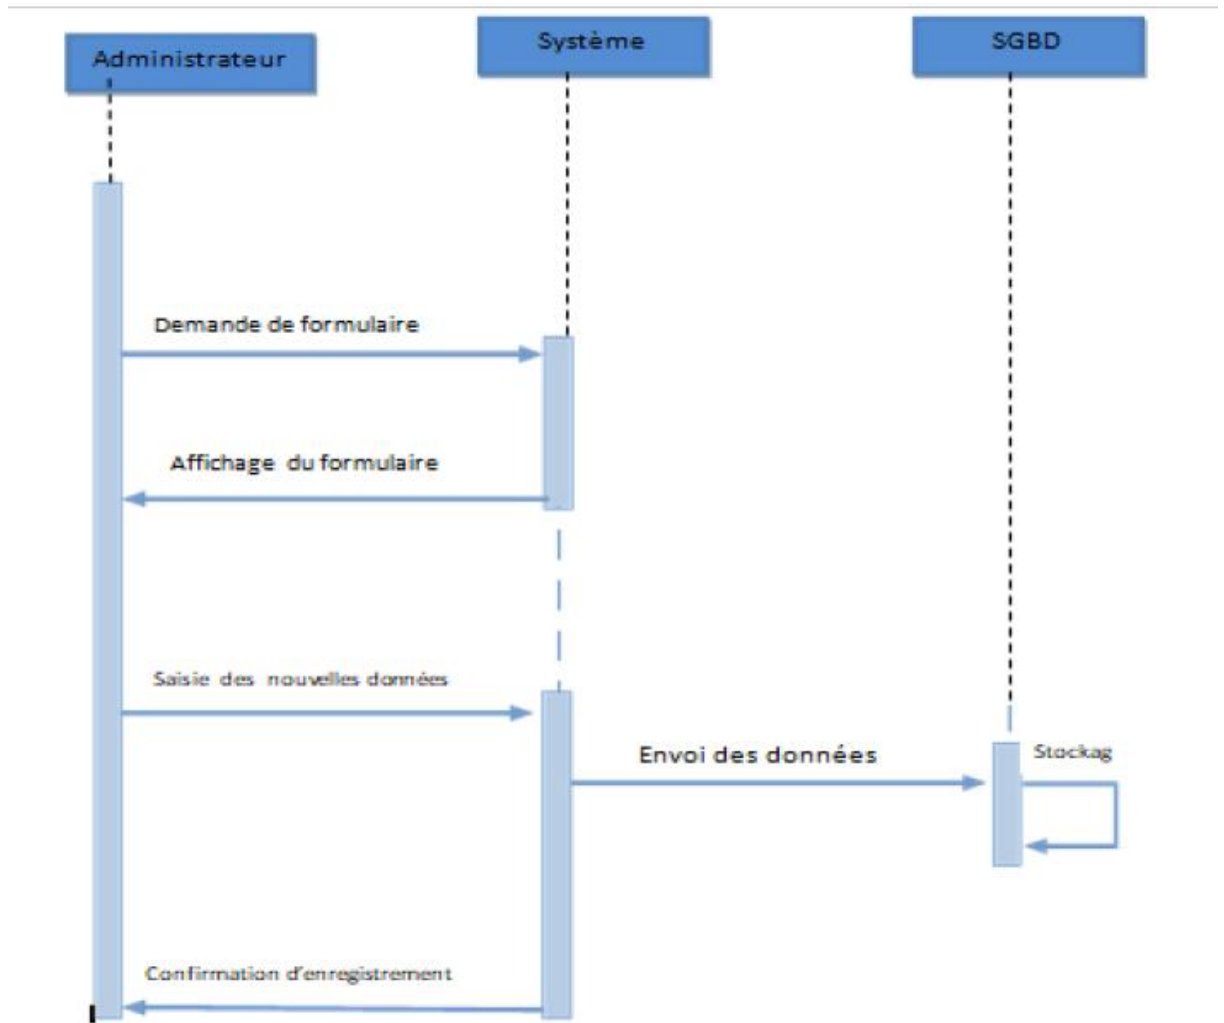 Administrateur
Système
SGBD
Demande de formulaire
Affichage du formulaire
Saisie des nouvelles données
Envoi des données
Stockag
Confirmation d'enregistrement